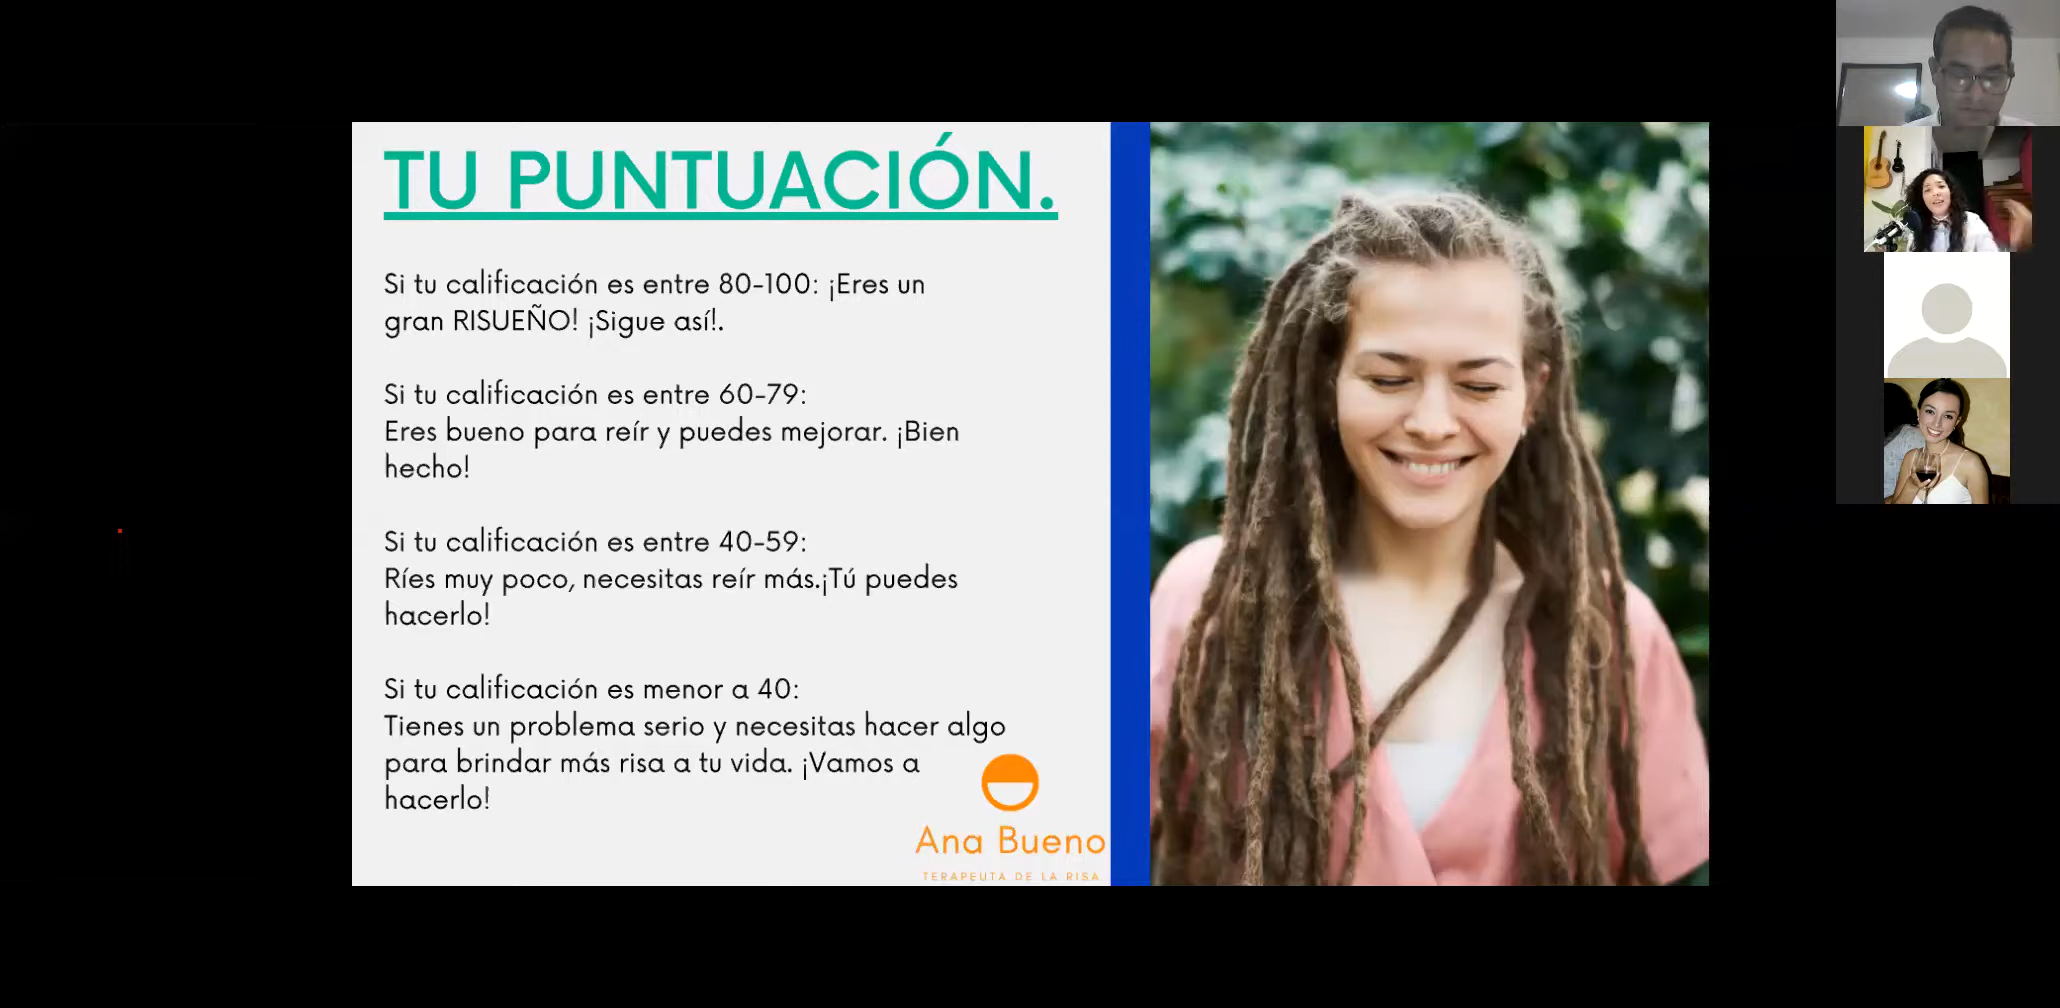 TU PUNTUACIÓN.
Si tu calificación es entre 80-100: ¡Eres un
gran RISUEÑO! ¡Sigue así!.
Si tu calificación es entre 60-79:
Eres bueno para reír y puedes mejorar. ¡Bien
hecho!
Si tu calificación es entre 40-59:
Ríes muy poco, necesitas reír más.¡Tú puedes
hacerlo!
Si tu calificación es menor a 40:
Tienes un problema serio y necesitas hacer algo
para brindar más risa a tu vida. ¡Vamos a
hacerlo!
Ana Bueno
TERAPEUTA DE LA RISA